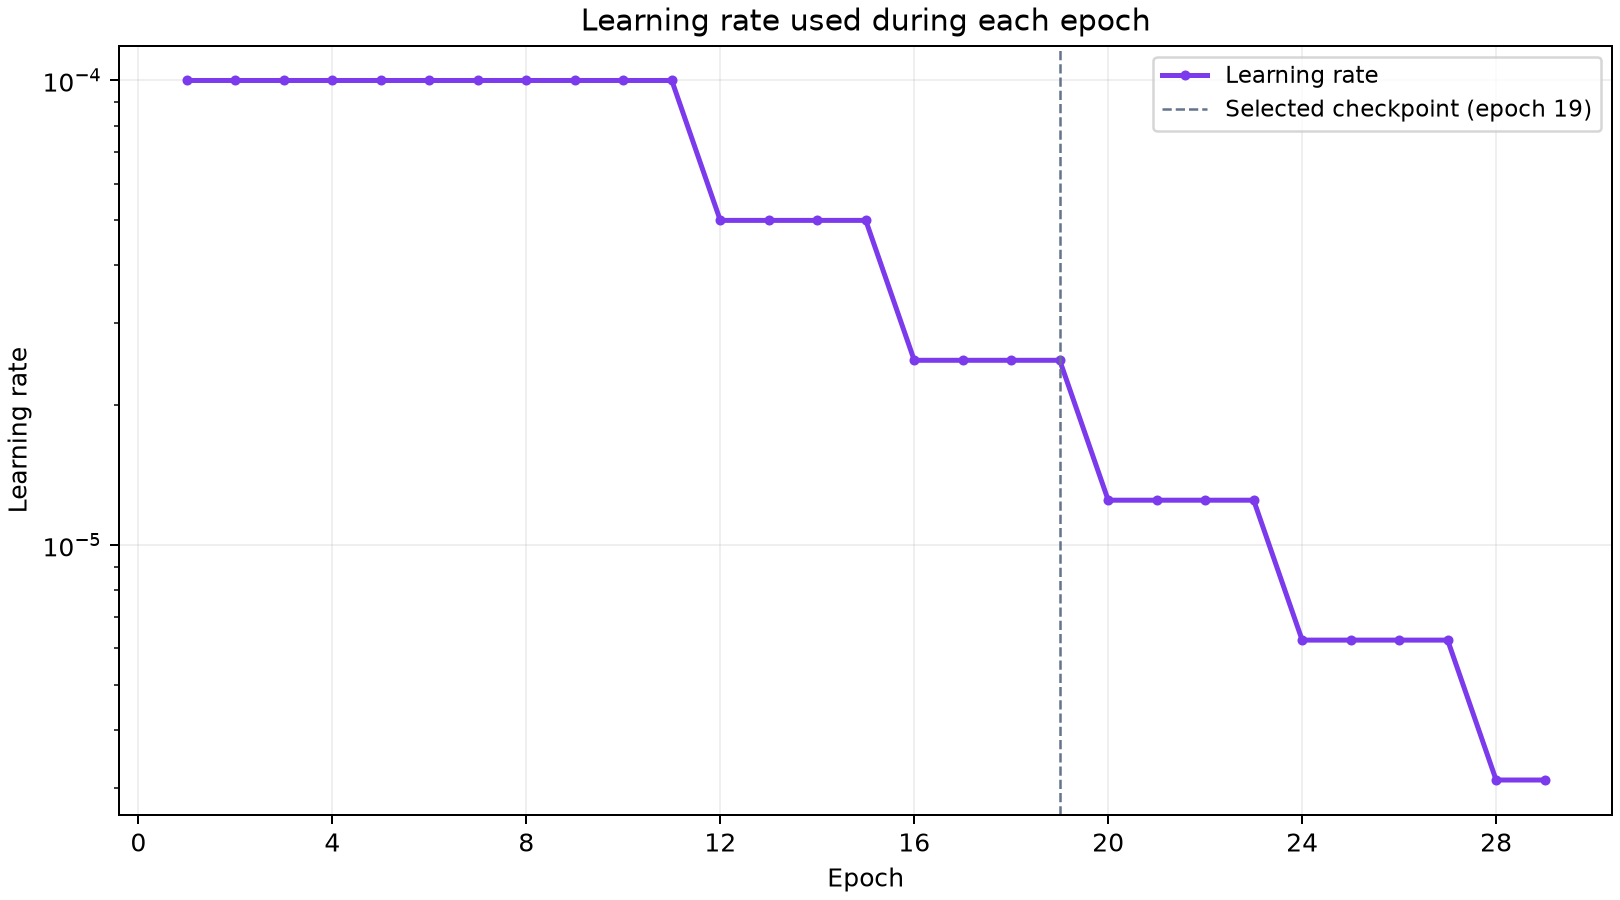 Learning rate used during each epoch
Learning rate
Selected checkpoint (epoch 19)
10⁻⁴
10⁻⁵
Learning rate
0 4 8 12 16 20 24 28
Epoch